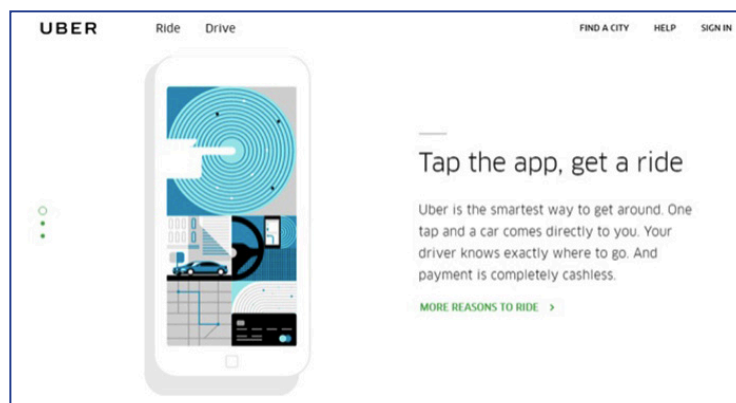 UBER
Ride Drive
FIND A CITY HELP SIGN IN
Tap the app, get a ride
Uber is the smartest way to get around. One
tap and a car comes directly to you. Your
driver knows exactly where to go. And
payment is completely cashless.
MORE REASONS TO RIDE >